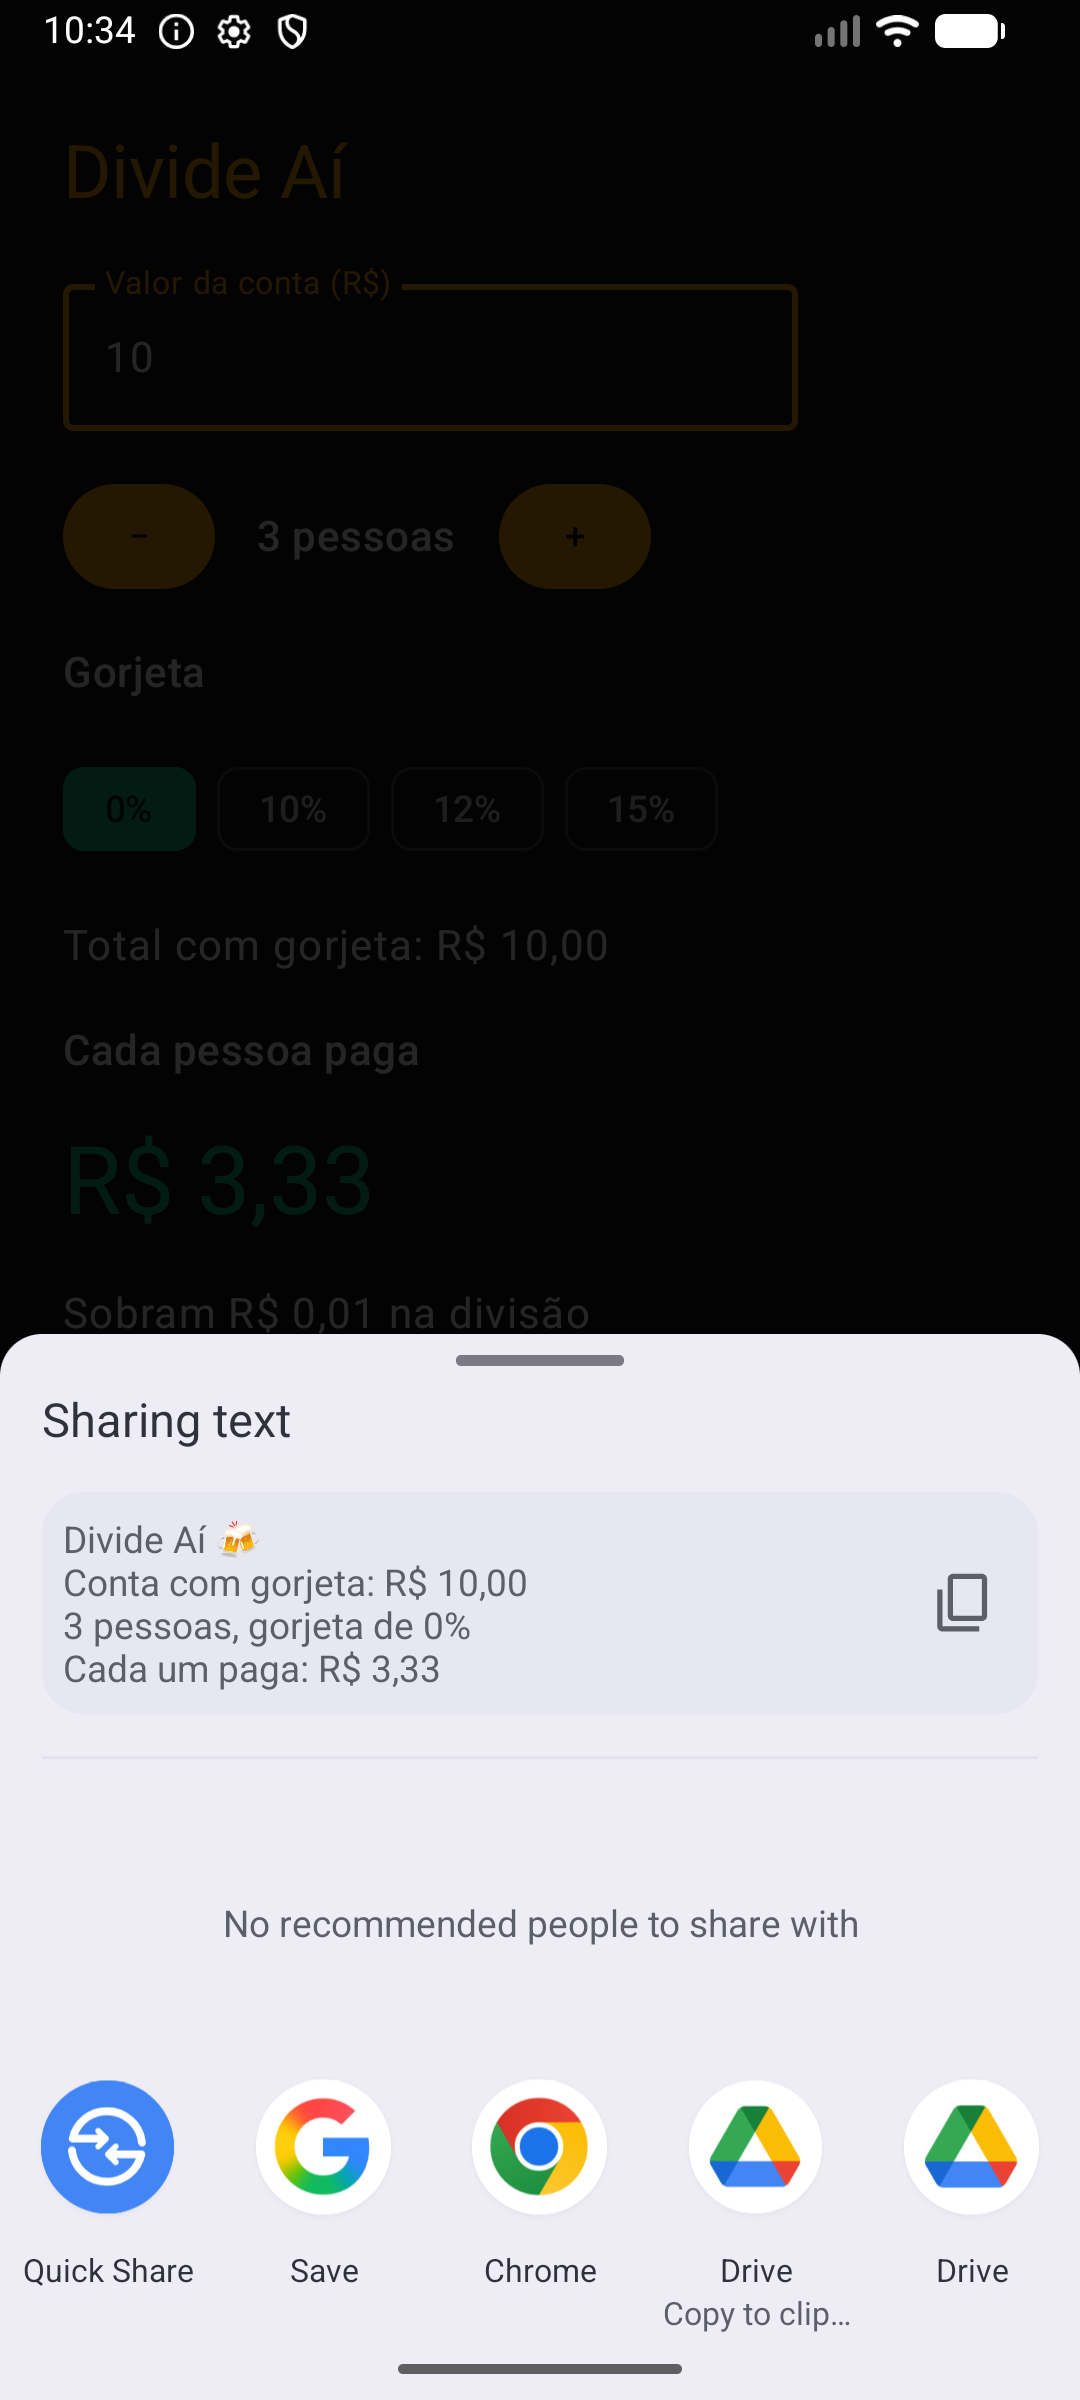 10:34
Divide Aí
Valor da conta (R$)
10
− 3 pessoas +
Gorjeta
0% 10% 12% 15%
Total com gorjeta: R$ 10,00
Cada pessoa paga
R$ 3,33
Sobram R$ 0,01 na divisão
Sharing text
Divide Aí 🍻
Conta com gorjeta: R$ 10,00
3 pessoas, gorjeta de 0%
Cada um paga: R$ 3,33
No recommended people to share with
Quick Share Save Chrome Drive Drive
Copy to clip...